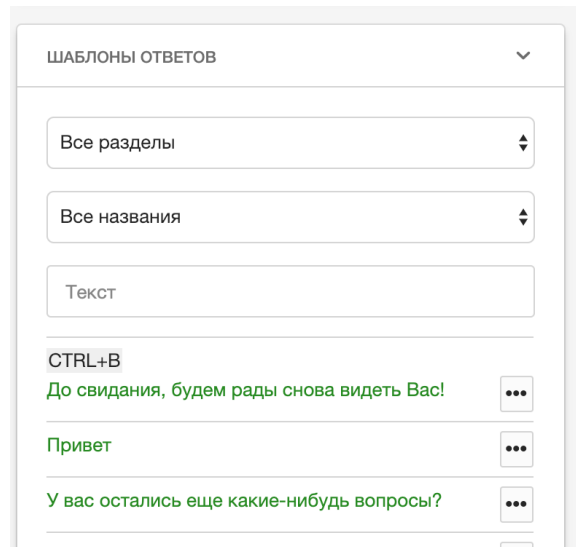 ШАБЛОНЫ ОТВЕТОВ
Все разделы
Все названия
Текст
CTRL+B
До свидания, будем рады снова видеть Вас!
Привет
У вас остались еще какие-нибудь вопросы?